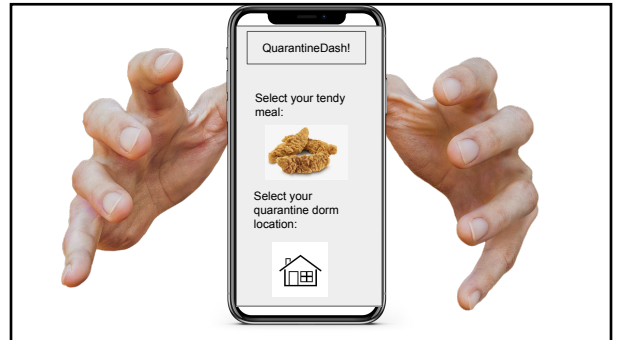 QuarantineDash!
Select your tendy
meal:
Select your
quarantine dorm
location: